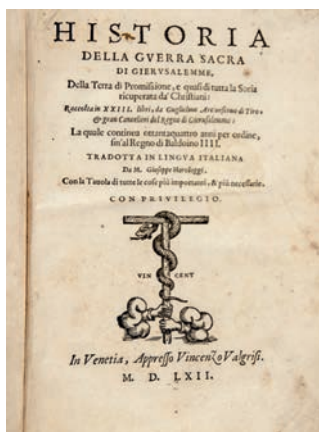 HISTORIA
DELLA GVERRA SACRA
DI GIERVSALEMME,
Della Terra di Promissione, e quasi di tutta la Soria
ricuperata da' Christiani:
Raccolta in XXIII. libri, da Guglielmo Arciuescouo di Tiro,
& gran Cancelliere del Regno di Gierusalemme:
La quale continua ottantaquattro anni per ordine,
sin'al Regno di Balduino IIII.
TRADOTTA IN LINGVA ITALIANA
Da M. Giuseppe Horologgi.
Con la Tauola di tutte le cose più importanti, & più necessarie.
CON PRIVILEGIO.
VIN CENT
In Venetia, Appresso Vincenzo Valgrisi.
M. D. LXII.